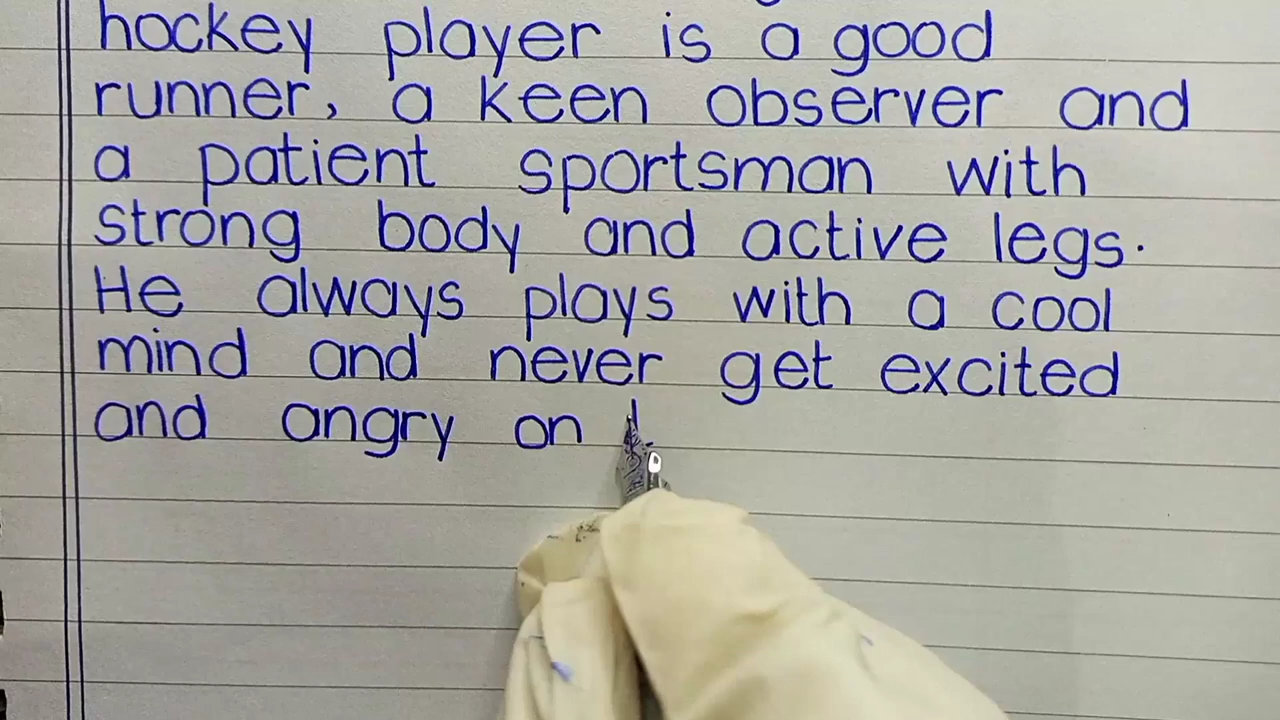 hockey player is a good
runner, a keen observer and
a patient sportsman with
strong body and active legs.
He always plays with a cool
mind and never get excited
and angry on